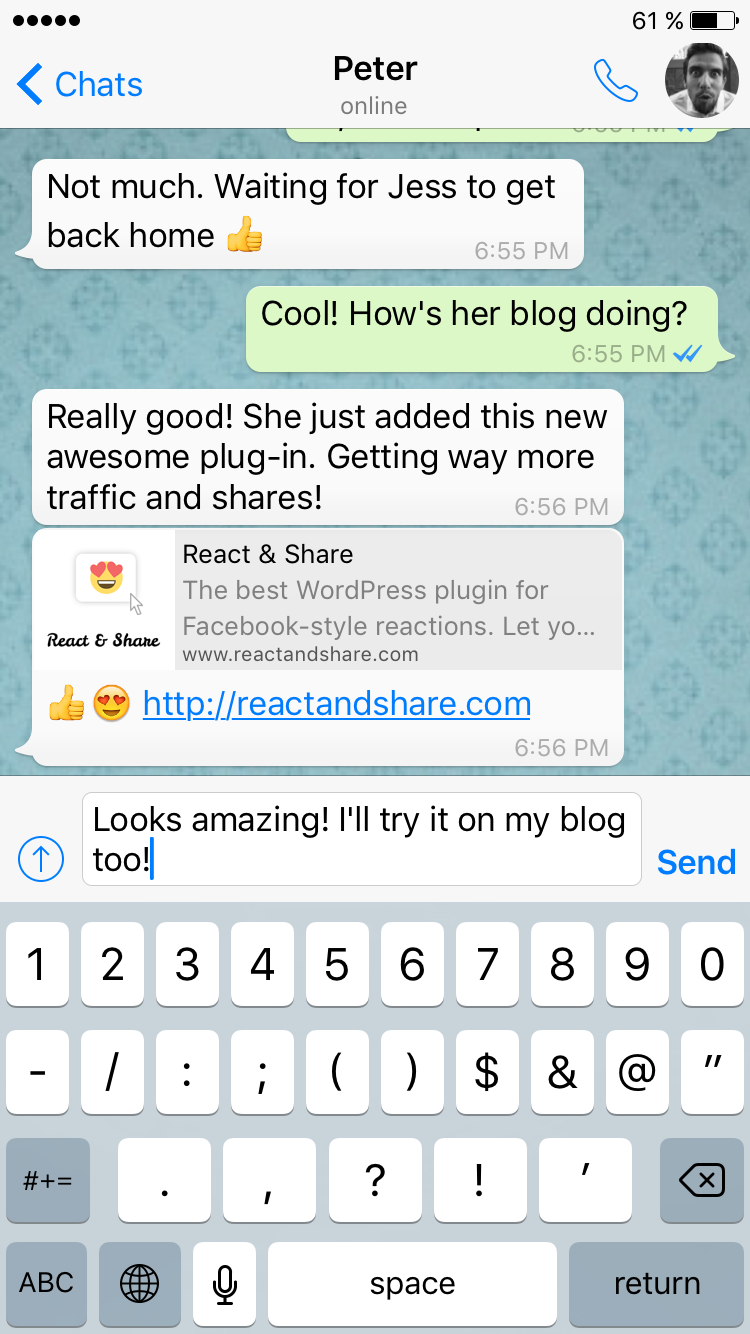 61 %
Chats
Peter
online
Not much. Waiting for Jess to get
back home 👍
6:55 PM
Cool! How's her blog doing?
6:55 PM
Really good! She just added this new
awesome plug-in. Getting way more
traffic and shares!
6:56 PM
React & Share
React & Share
The best WordPress plugin for
Facebook-style reactions. Let yo...
www.reactandshare.com
👍😍 http://reactandshare.com
6:56 PM
Looks amazing! I'll try it on my blog
too!
Send
1 2 3 4 5 6 7 8 9 0
- / : ; ( ) $ & @ "
#+= . , ? ! '
ABC space return